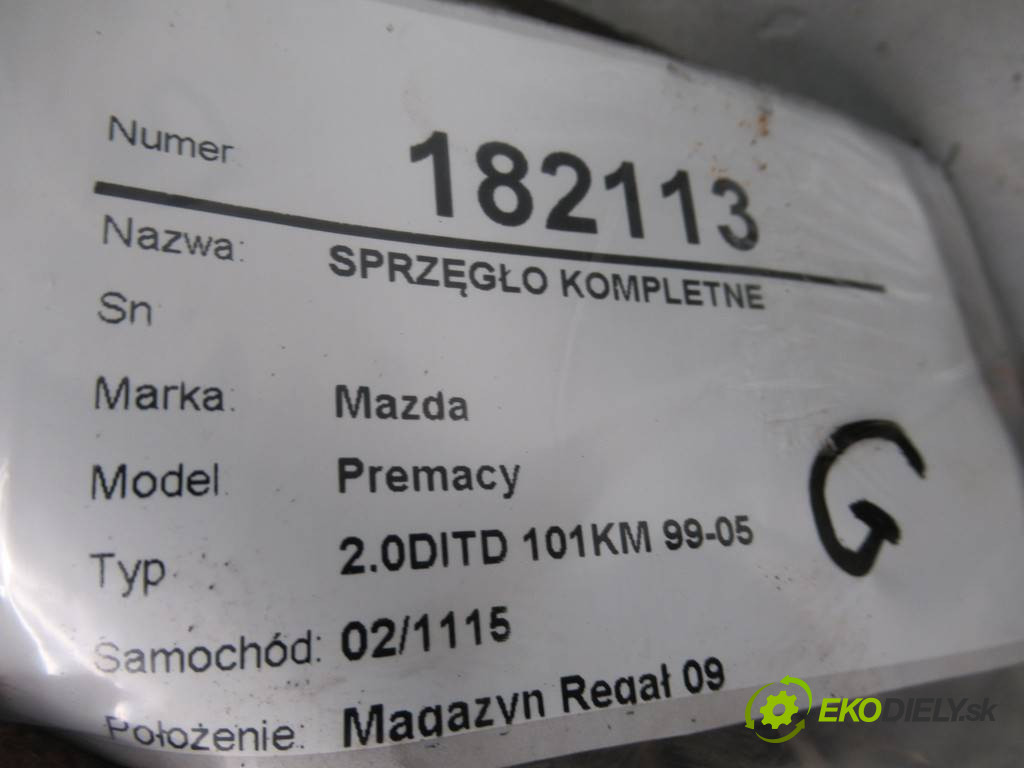 Numer 182113
Nazwa: SPRZĘGŁO KOMPLETNE
Sn
Marka: Mazda
Model Premacy
Typ 2.0DITD 101KM 99-05
G
Samochód: 02/1115
Położenie: Magazyn Regał 09
EKODIELY.sk